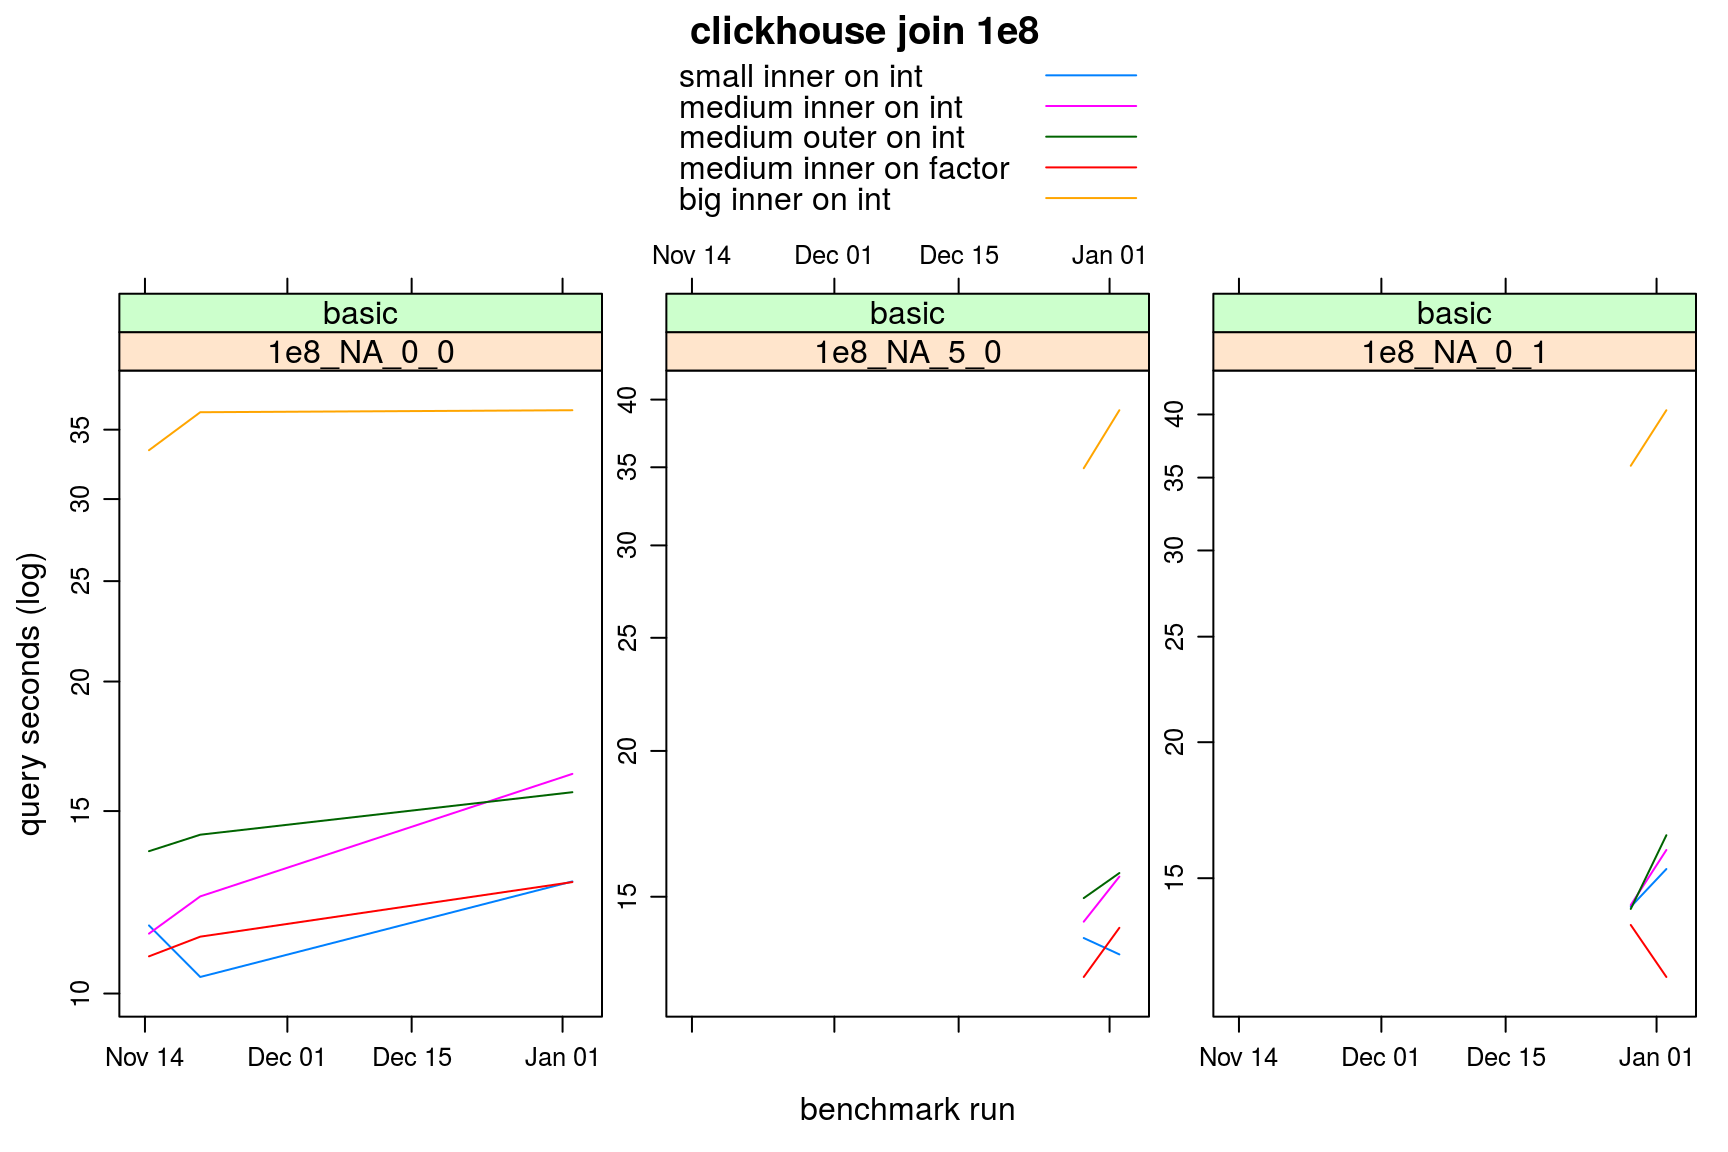 clickhouse join 1e8
small inner on int
medium inner on int
medium outer on int
medium inner on factor
big inner on int
Nov 14 Dec 01 Dec 15 Jan 01
basic basic basic
1e8_NA_0_0 1e8_NA_5_0 1e8_NA_0_1
query seconds (log)
35
30
25
20
15
10
40
35
30
25
20
15
40
35
30
25
20
15
Nov 14 Dec 01 Dec 15 Jan 01
Nov 14 Dec 01 Dec 15 Jan 01
benchmark run